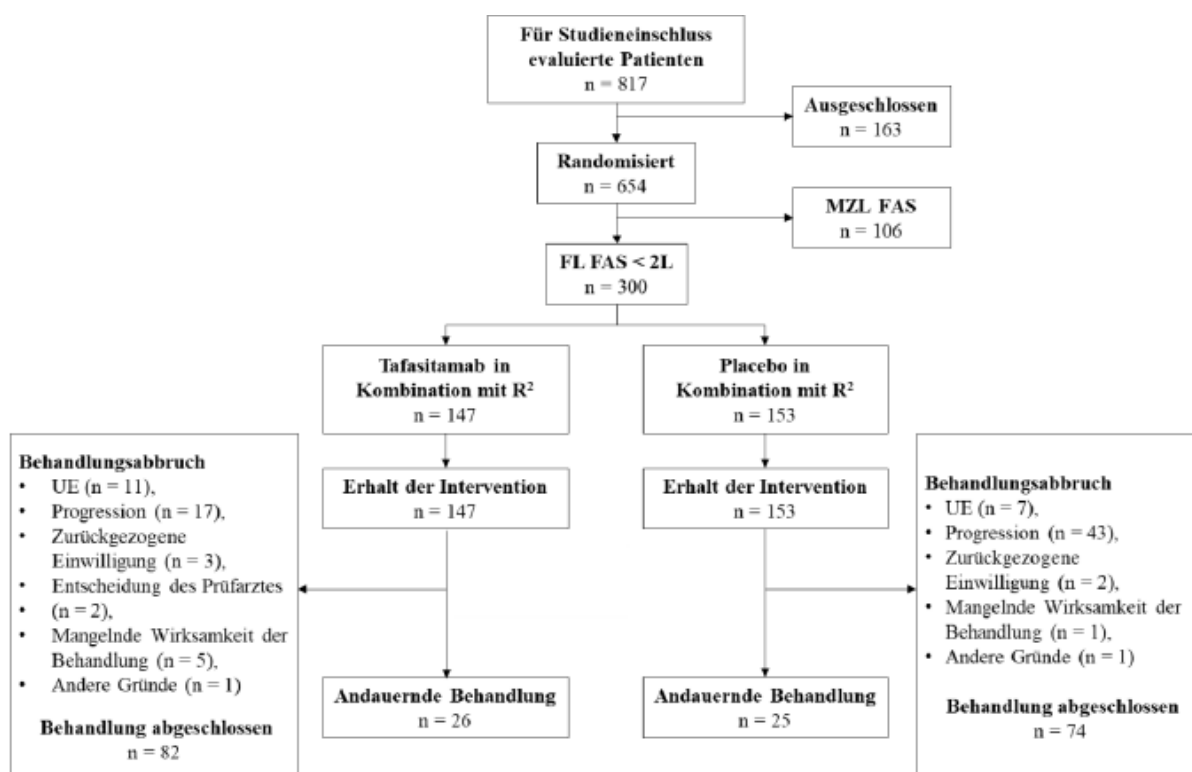 Für Studieneinschluss
evaluierte Patienten
n = 817
Ausgeschlossen
n = 163
Randomisiert
n = 654
MZL FAS
n = 106
FL FAS < 2L
n = 300
Tafasitamab in
Kombination mit R²
n = 147
Placebo in
Kombination mit R²
n = 153
Behandlungsabbruch
• UE (n = 11),
• Progression (n = 17),
• Zurückgezogene
Einwilligung (n = 3),
• Entscheidung des Prüfarztes
• (n = 2),
• Mangelnde Wirksamkeit der
Behandlung (n = 5),
• Andere Gründe (n = 1)
Behandlung abgeschlossen
n = 82
Erhalt der Intervention
n = 147
Erhalt der Intervention
n = 153
Behandlungsabbruch
• UE (n = 7),
• Progression (n = 43),
• Zurückgezogene
Einwilligung (n = 2),
• Mangelnde Wirksamkeit der
Behandlung (n = 1),
• Andere Gründe (n = 1)
Behandlung abgeschlossen
n = 74
Andauernde Behandlung
n = 26
Andauernde Behandlung
n = 25